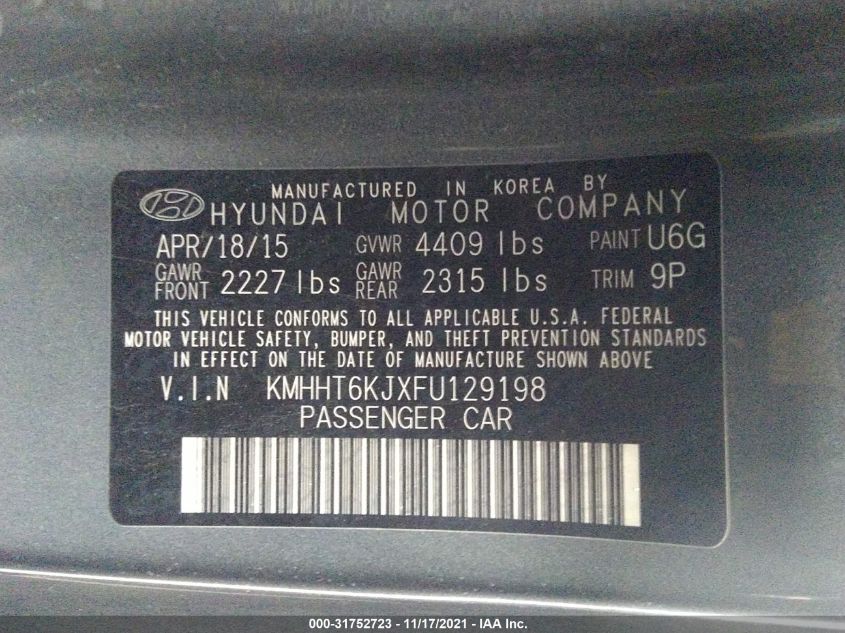 MANUFACTURED IN KOREA BY
HYUNDAI MOTOR COMPANY
APR/18/15 GVWR 4409 lbs PAINT U6G
GAWR FRONT 2227 lbs GAWR REAR 2315 lbs TRIM 9P
THIS VEHICLE CONFORMS TO ALL APPLICABLE U.S.A. FEDERAL
MOTOR VEHICLE SAFETY, BUMPER, AND THEFT PREVENTION STANDARDS
IN EFFECT ON THE DATE OF MANUFACTURE SHOWN ABOVE
V.I.N KMHHT6KJXFU129198
PASSENGER CAR
000-31752723 - 11/17/2021 - IAA Inc.